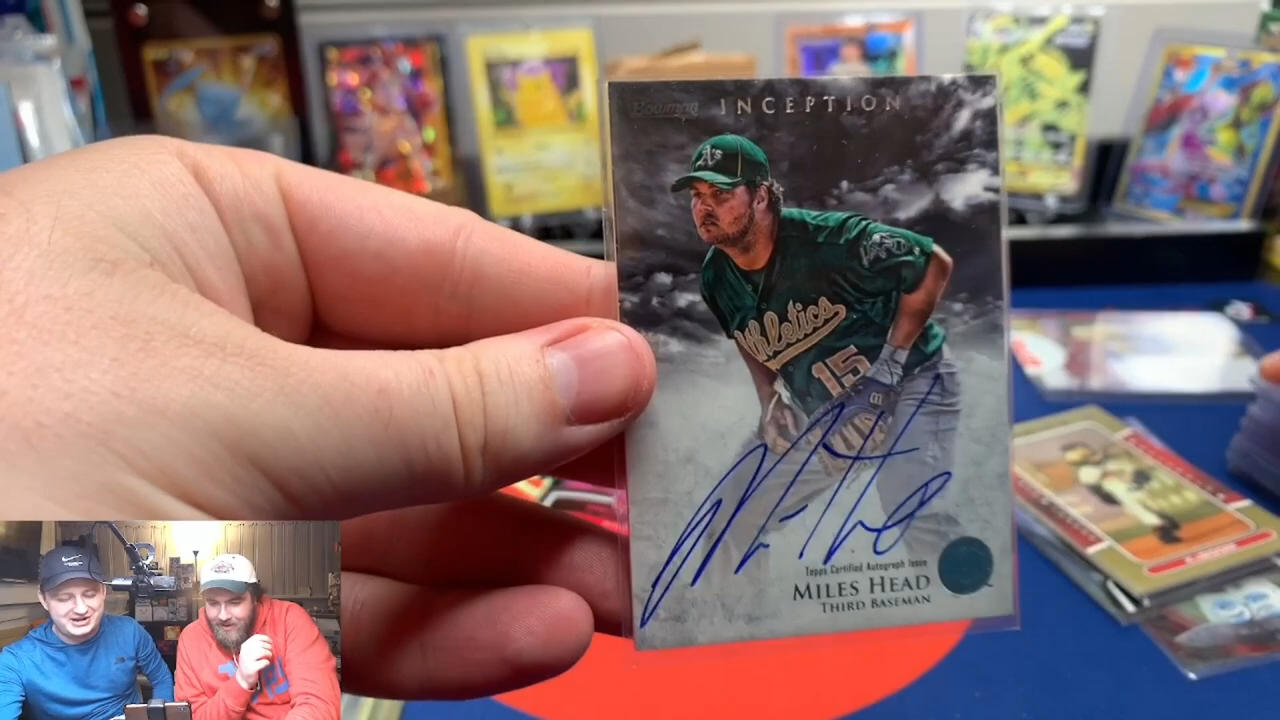 Bowman INCEPTION
A's
Athletics
15
Topps Certified Autograph Issue
MILES HEAD
THIRD BASEMAN